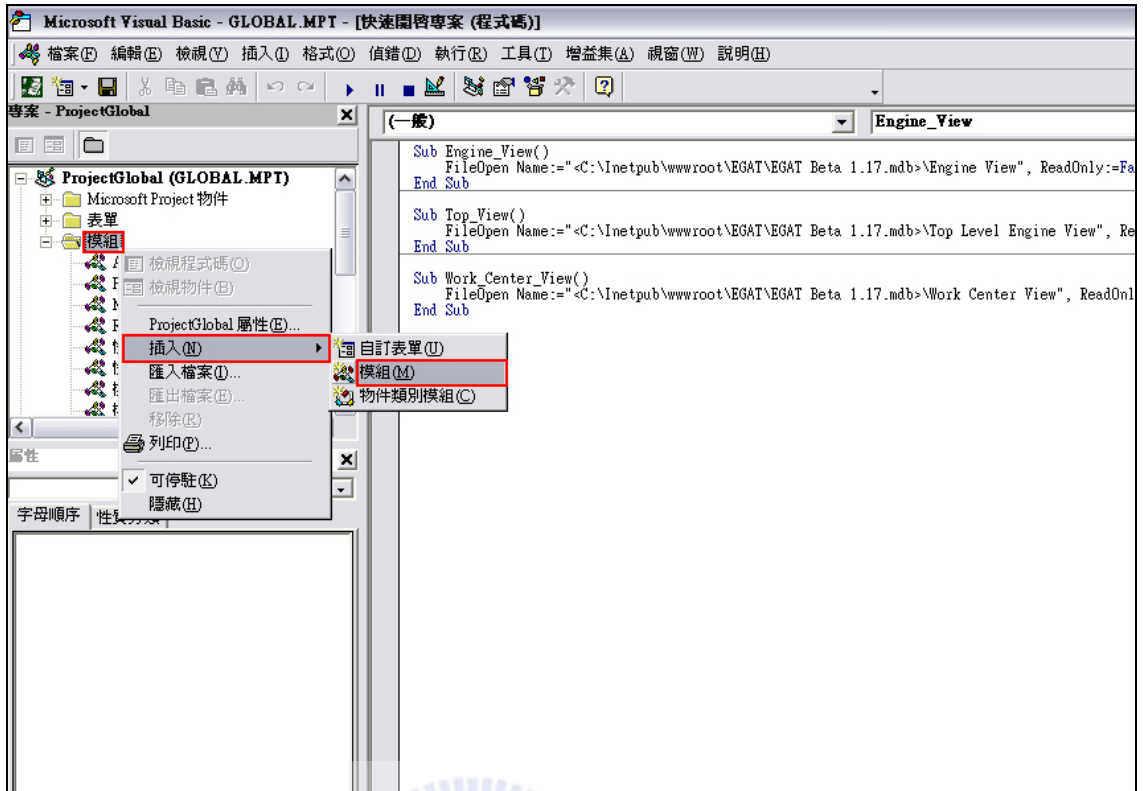 Microsoft Visual Basic - GLOBAL.MPT - [快速開啓專案 (程式碼)]
檔案(F) 編輯(E) 檢視(V) 插入(I) 格式(O) 偵錯(D) 執行(R) 工具(T) 增益集(A) 視窗(W) 說明(H)
專案 - ProjectGlobal
(一般)
Engine_View
ProjectGlobal (GLOBAL.MPT)
Microsoft Project 物件
表單
模組
檢視程式碼(O)
檢視物件(B)
ProjectGlobal 屬性(E)...
插入(N)
匯入檔案(I)...
匯出檔案(E)...
移除(R)
列印(P)...
可停駐(K)
隱藏(H)
自訂表單(U)
模組(M)
物件類別模組(C)
屬性
字母順序
Sub Engine_View()
FileOpen Name:="<C:\Inetpub\wwwroot\EGAT\EGAT Beta 1.17.mdb>\Engine View", ReadOnly:=Fa
End Sub
Sub Top_View()
FileOpen Name:="<C:\Inetpub\wwwroot\EGAT\EGAT Beta 1.17.mdb>\Top Level Engine View", Re
End Sub
Sub Work_Center_View()
FileOpen Name:="<C:\Inetpub\wwwroot\EGAT\EGAT Beta 1.17.mdb>\Work Center View", ReadOnl
End Sub